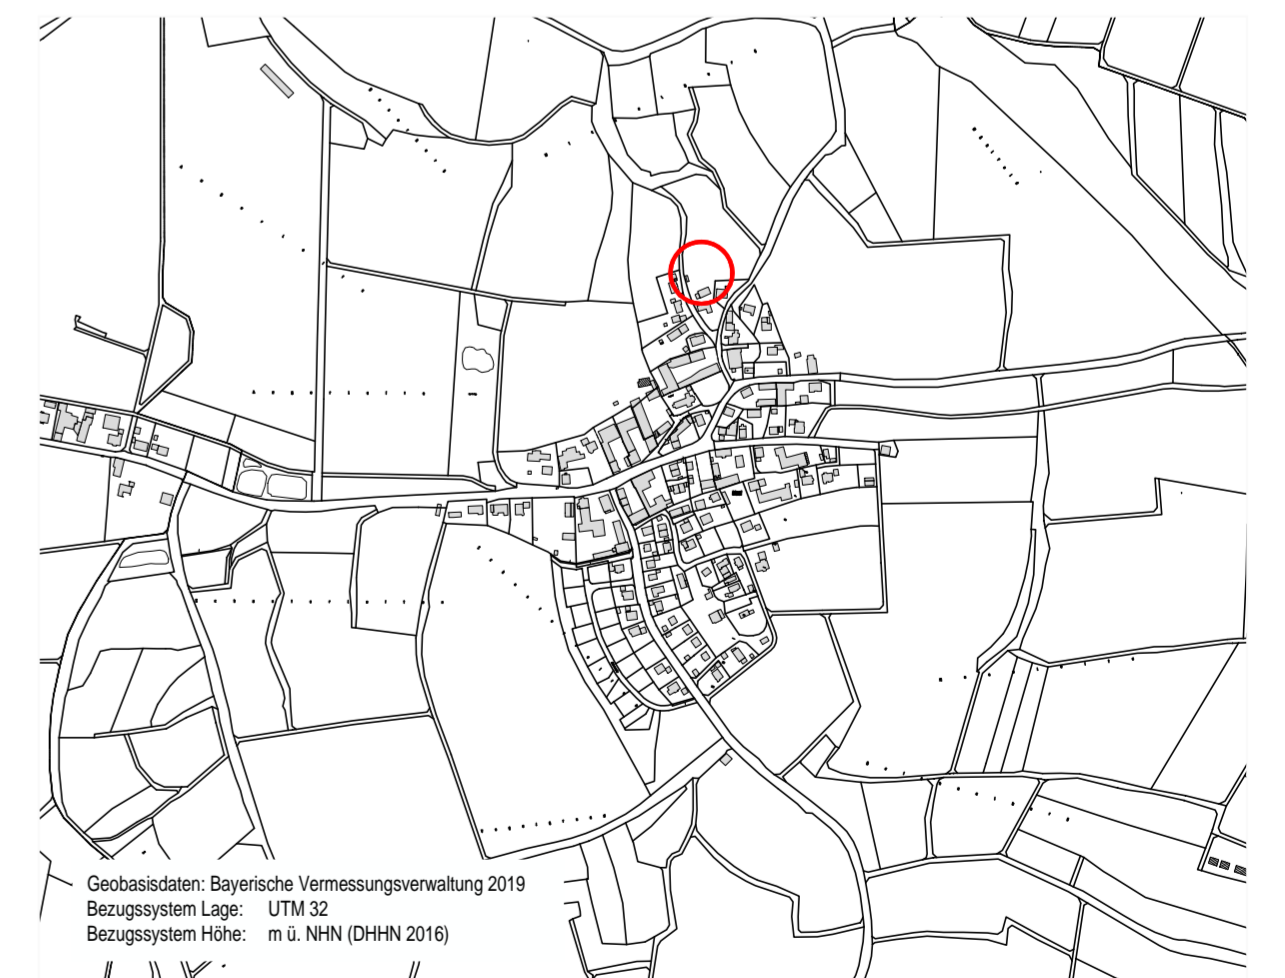 Geobasisdaten: Bayerische Vermessungsverwaltung 2019
Bezugssystem Lage: UTM 32
Bezugssystem Höhe: m ü. NHN (DHHN 2016)